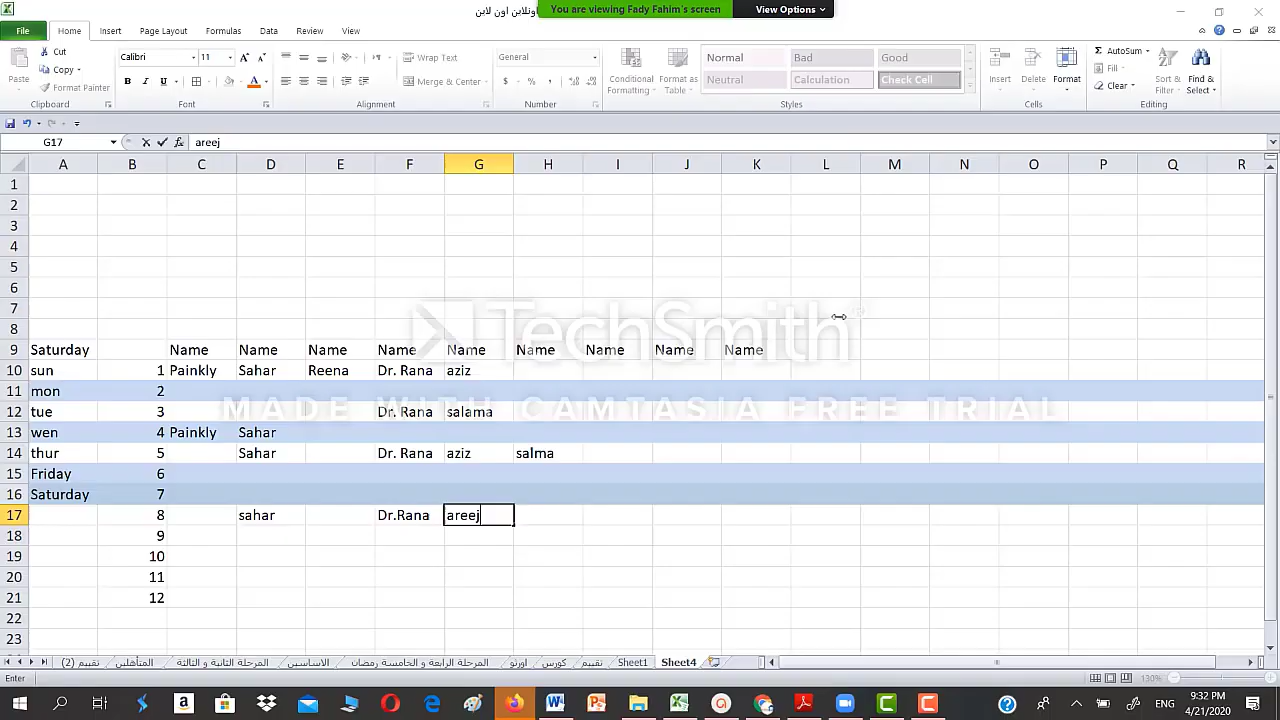 اونلاين اون لاين
You are viewing Fady Fahim's screen View Options
File Home Insert Page Layout Formulas Data Review View
Cut
Copy
Format Painter
Paste
Clipboard
Calibri 11
B I U
Font
Wrap Text
Merge & Center
Alignment
General
$ % ,
Number
Conditional Formatting
Format as Table
Normal Bad Good
Neutral Calculation Check Cell
Styles
Insert Delete Format
Cells
AutoSum
Fill
Clear
Sort & Filter
Find & Select
Editing
G17 areej
A B C D E F G H I J K L M N O P Q R
1
2
3
4
5
6
7
8
9 Saturday Name Name Name Name Name Name Name Name Name
10 sun 1 Painkly Sahar Reena Dr. Rana aziz
11 mon 2
12 tue 3 Dr. Rana salama
13 wen 4 Painkly Sahar
14 thur 5 Sahar Dr. Rana aziz salma
15 Friday 6
16 Saturday 7
17 8 sahar Dr.Rana areej
18 9
19 10
20 11
21 12
22
23
TechSmith
MADE WITH CAMTASIA FREE TRIAL
تقييم (2) المتأهلين المرحلة الثانية و الثالثة الاساسين المرحلة الرابعة و الخامسة رمضان اورنو كورس تقييم Sheet1 Sheet4
Enter 130%
ENG 9:32 PM
4/21/2020